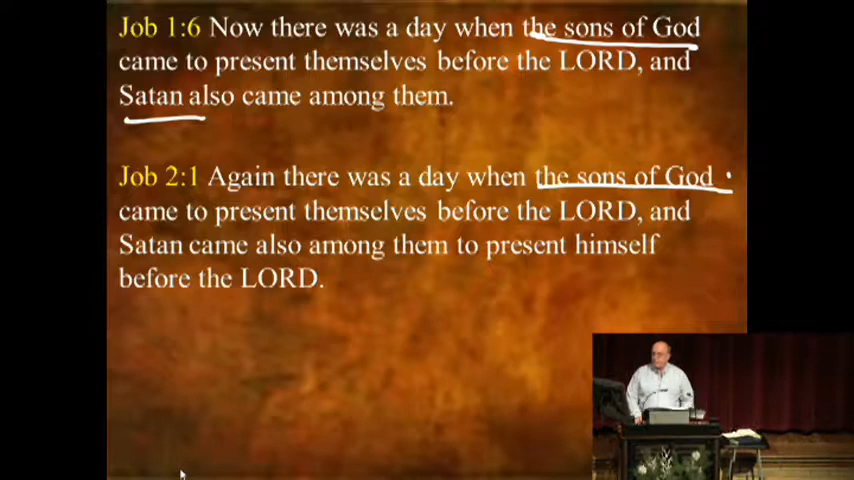 Job 1:6 Now there was a day when the sons of God
came to present themselves before the LORD, and
Satan also came among them.
Job 2:1 Again there was a day when the sons of God
came to present themselves before the LORD, and
Satan came also among them to present himself
before the LORD.